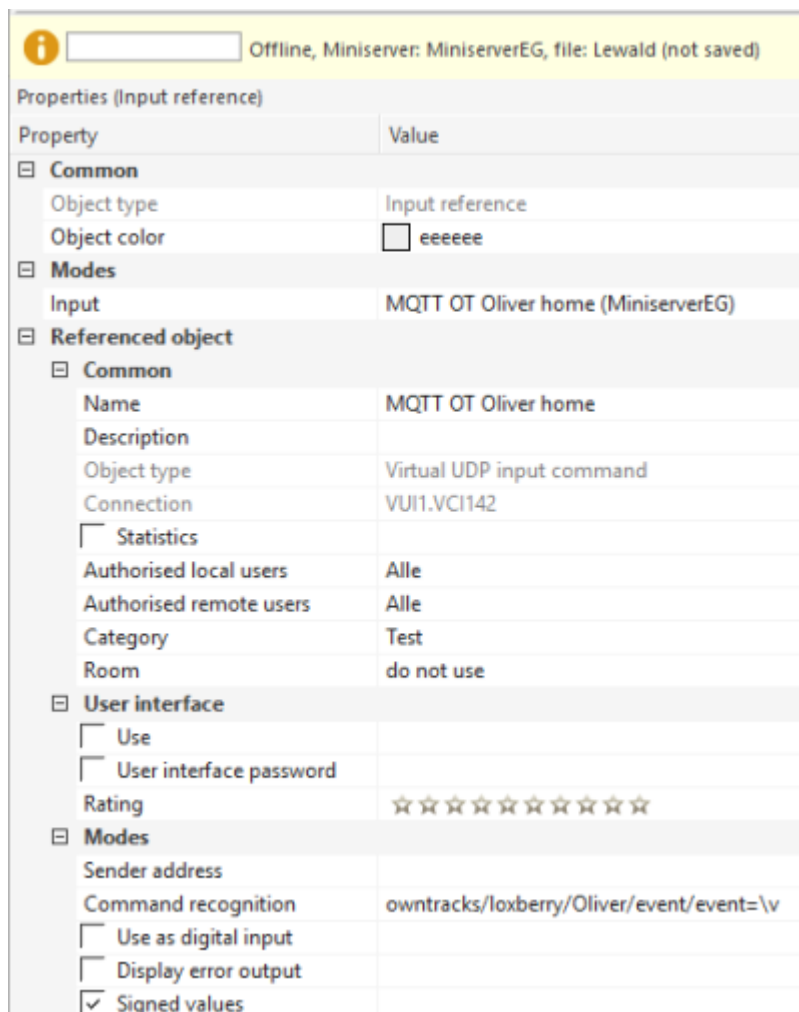 Offline, Miniserver: MiniserverEG, file: Lewald (not saved)
Properties (Input reference)
Property Value
Common
Object type Input reference
Object color eeeeee
Modes
Input MQTT OT Oliver home (MiniserverEG)
Referenced object
Common
Name MQTT OT Oliver home
Description
Object type Virtual UDP input command
Connection VUI1.VCI142
Statistics
Authorised local users Alle
Authorised remote users Alle
Category Test
Room do not use
User interface
Use
User interface password
Rating
Modes
Sender address
Command recognition owntracks/loxberry/Oliver/event/event=\v
Use as digital input
Display error output
Signed values